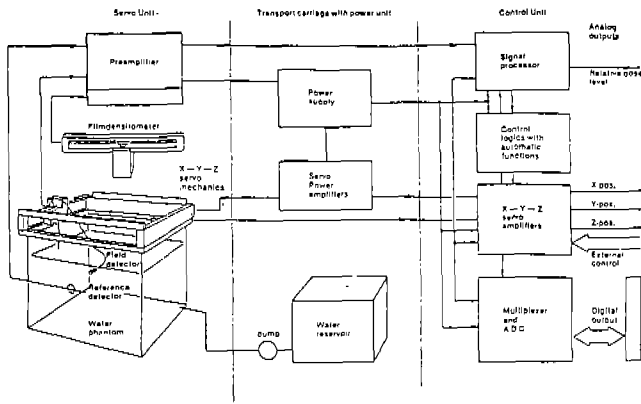 Servo Unit-
Transport carriage with power unit
Control Unit
Analog
outputs
Preamplifier
Signal
processor
Relative dose
level
Power
supply
Filmdensitometer
Control
logics with
automatic
functions
X — Y — Z
servo
mechanics
Servo
Power
amplifiers
X — Y — Z
servo
amplifiers
X-pos.
Y-pos.
Z-pos.
External
control
Field
detector
Reference
detector
Water
phantom
pump
Water
reservoir
Multiplexer
and
ADC
Digital
output